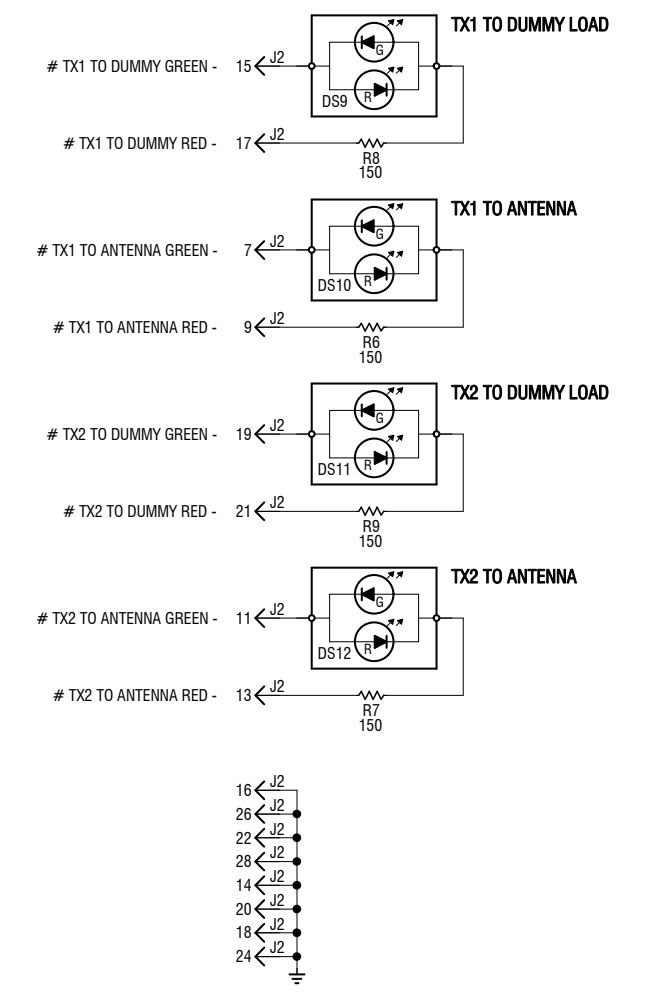 TX1 TO DUMMY LOAD
G
# TX1 TO DUMMY GREEN - 15 J2
R
DS9
# TX1 TO DUMMY RED - 17 J2
R8
150
TX1 TO ANTENNA
G
# TX1 TO ANTENNA GREEN - 7 J2
R
DS10
# TX1 TO ANTENNA RED - 9 J2
R6
150
TX2 TO DUMMY LOAD
G
# TX2 TO DUMMY GREEN - 19 J2
R
DS11
# TX2 TO DUMMY RED - 21 J2
R9
150
TX2 TO ANTENNA
G
# TX2 TO ANTENNA GREEN - 11 J2
R
DS12
# TX2 TO ANTENNA RED - 13 J2
R7
150
16 J2
26 J2
22 J2
28 J2
14 J2
20 J2
18 J2
24 J2